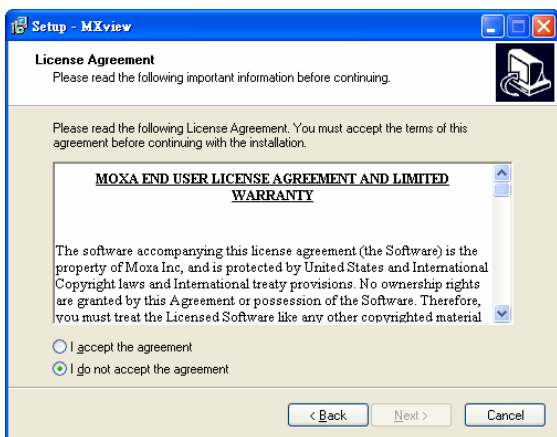 Setup - MXview
License Agreement
Please read the following important information before continuing.
Please read the following License Agreement. You must accept the terms of this
agreement before continuing with the installation.
MOXA END USER LICENSE AGREEMENT AND LIMITED
WARRANTY
The software accompanying this license agreement (the Software) is the
property of Moxa Inc, and is protected by United States and International
Copyright laws and International treaty provisions. No ownership rights
are granted by this Agreement or possession of the Software. Therefore,
you must treat the Licensed Software like any other copyrighted material
I accept the agreement
I do not accept the agreement
< Back Next > Cancel